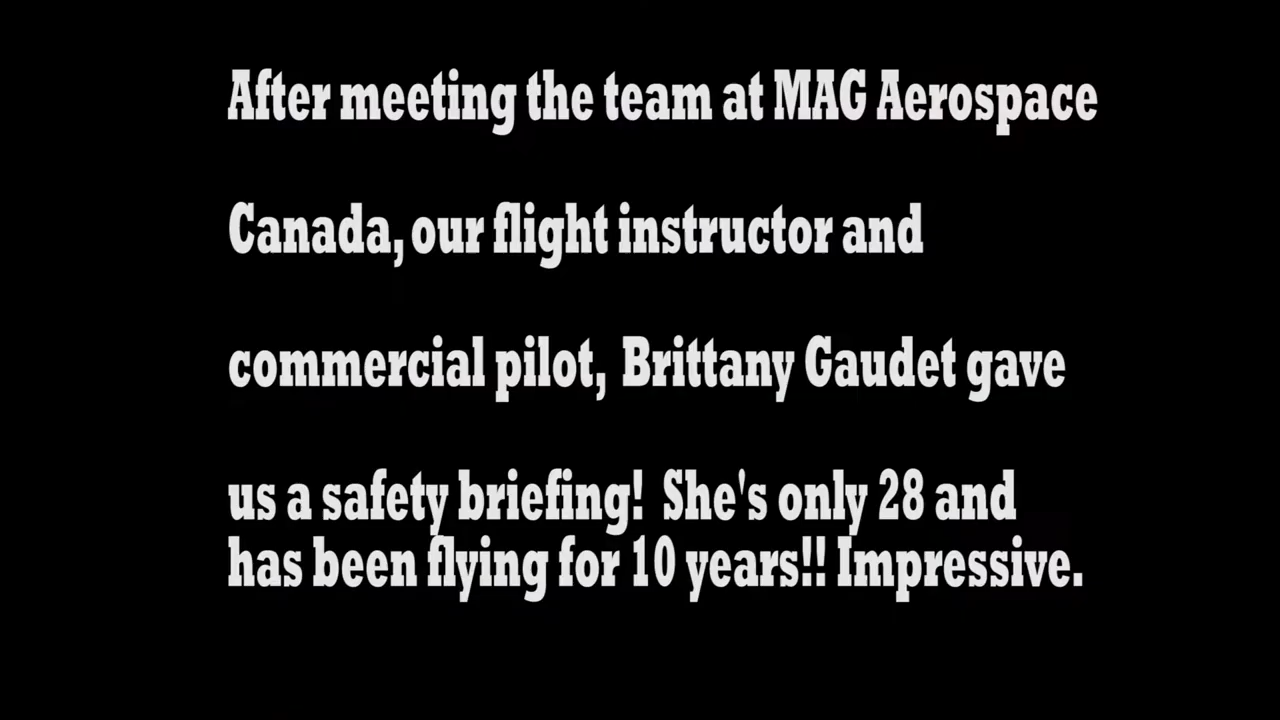 After meeting the team at MAG Aerospace
Canada, our flight instructor and
commercial pilot, Brittany Gaudet gave
us a safety briefing! She's only 28 and
has been flying for 10 years!! Impressive.